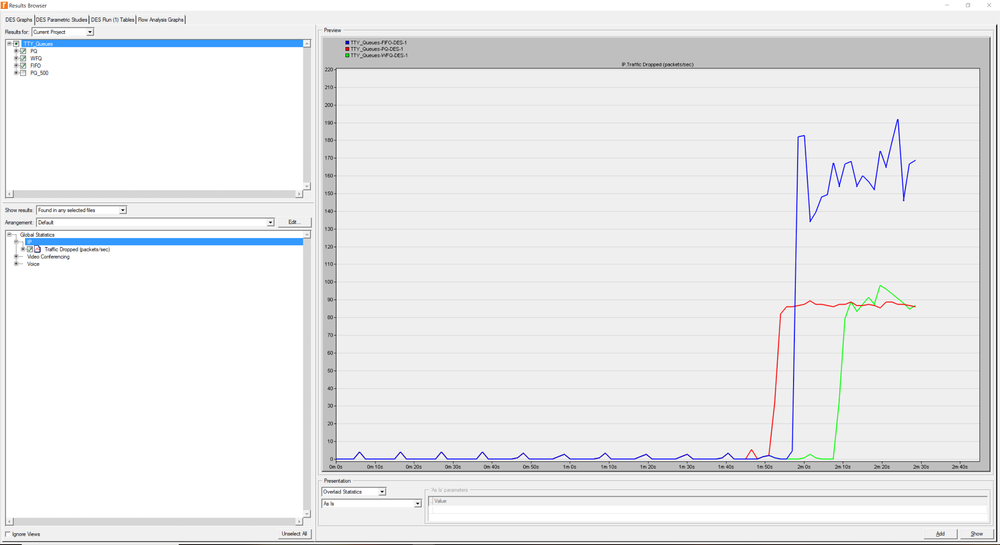 Results Browser
DES Graphs DES Parametric Studies DES Run (1) Tables Flow Analysis Graphs
Results for: Current Project
TTY_Queues
PQ
WFQ
FIFO
PQ_500
Show results: Found in any selected files
Arrangement: Default Edit...
Global Statistics
IP
Traffic Dropped (packets/sec)
Video Conferencing
Voice
Ignore Views Unselect All
Preview
TTY_Queues-FIFO-DES-1
TTY_Queues-PQ-DES-1
TTY_Queues-WFQ-DES-1
IP.Traffic Dropped (packets/sec)
220
210
200
190
180
170
160
150
140
130
120
110
100
90
80
70
60
50
40
30
20
10
0
0m 0s 0m 10s 0m 20s 0m 30s 0m 40s 0m 50s 1m 0s 1m 10s 1m 20s 1m 30s 1m 40s 1m 50s 2m 0s 2m 10s 2m 20s 2m 30s 2m 40s
Presentation
Overlaid Statistics
As Is
'As Is' parameters
.. Value
Add Show